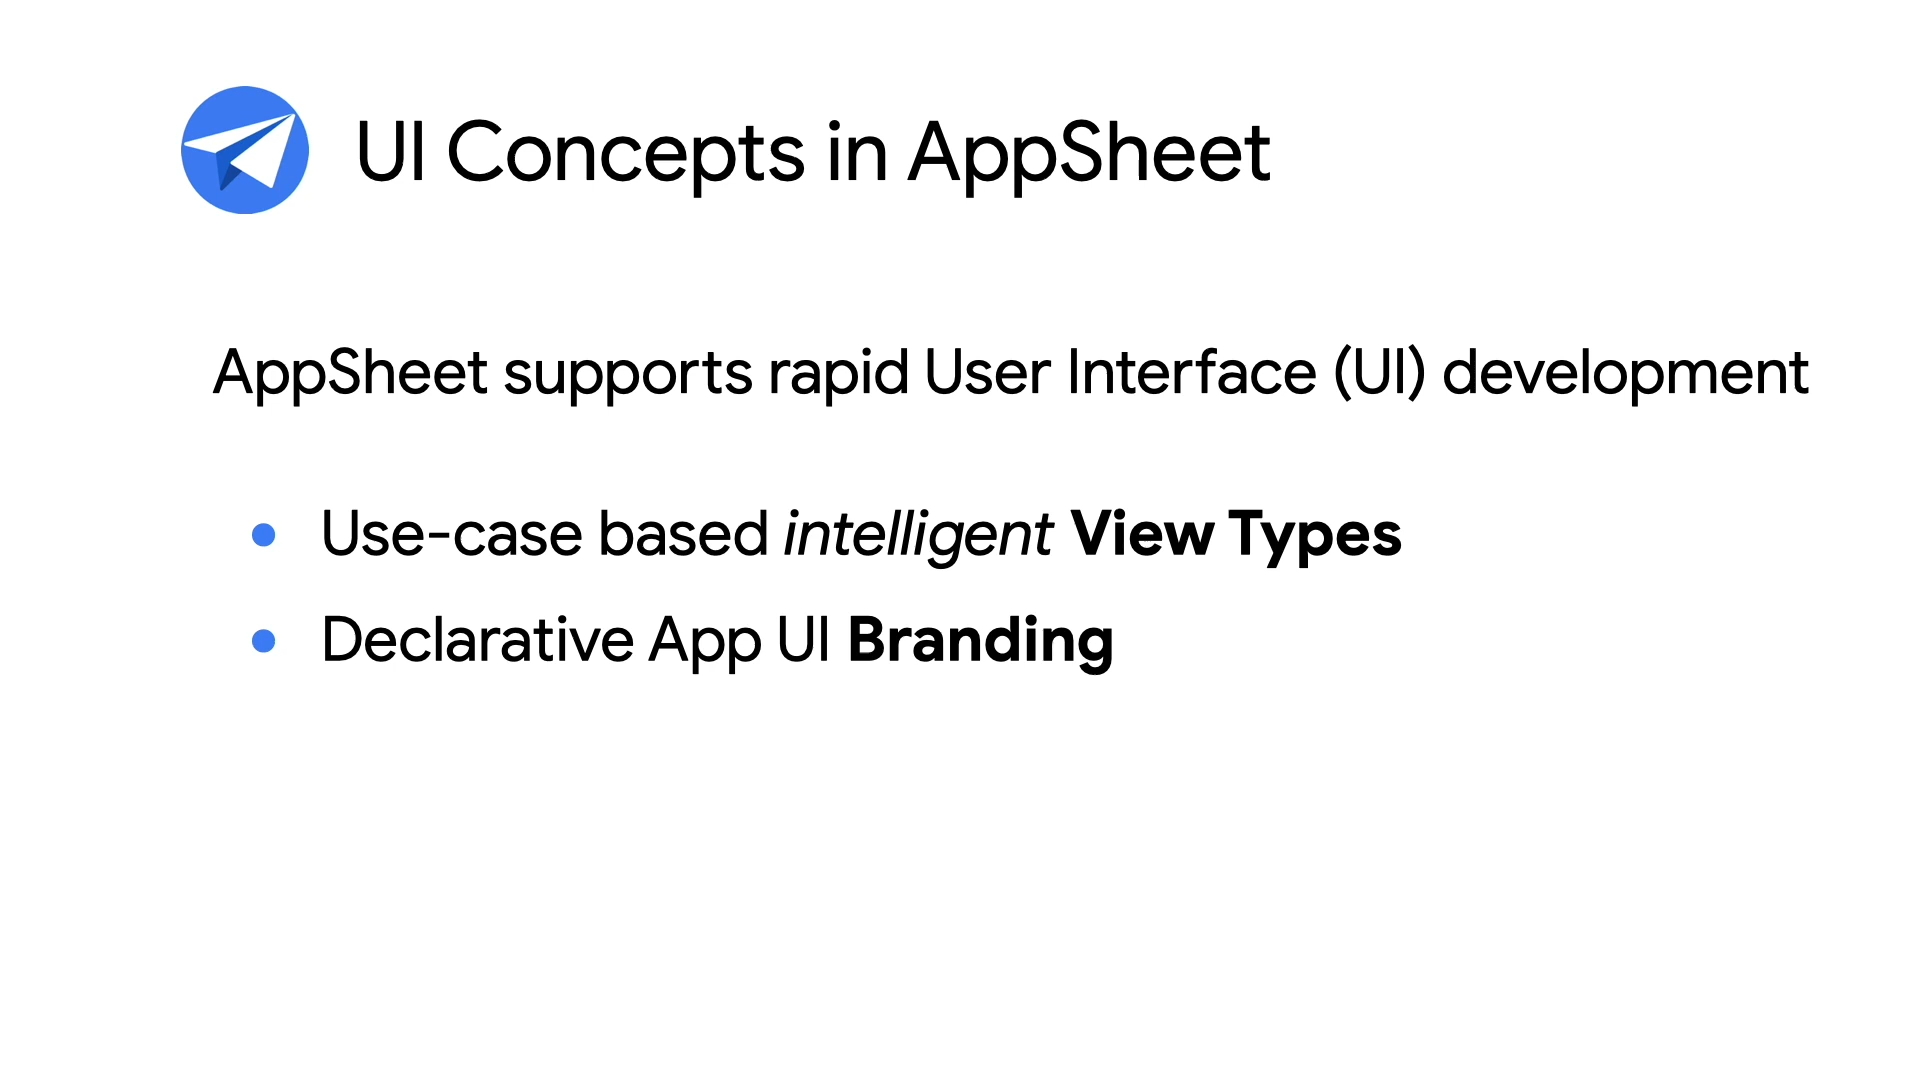 UI Concepts in AppSheet
AppSheet supports rapid User Interface (UI) development
• Use-case based intelligent View Types
• Declarative App UI Branding